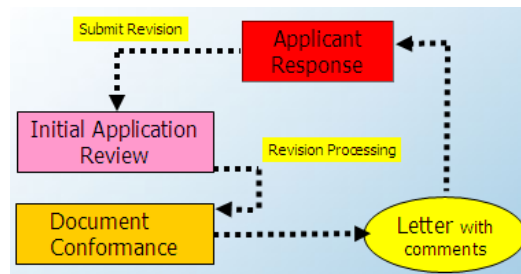 Submit Revision
Applicant
Response
Initial Application
Review
Revision Processing
Document
Conformance
Letter with
comments